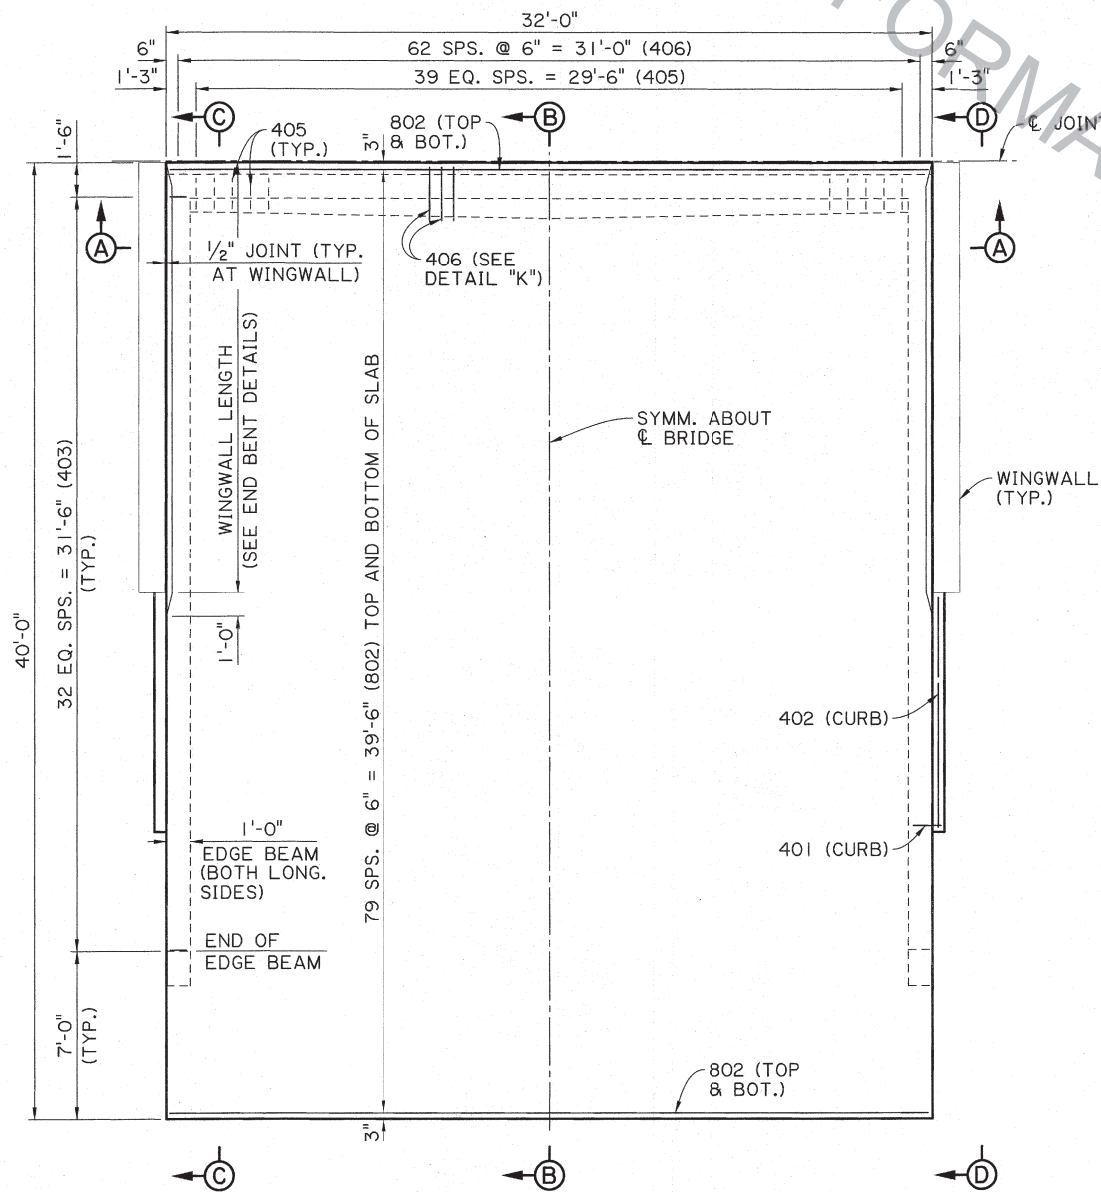 32'-0"
6"
62 SPS. @ 6" = 31'-0" (406)
6"
1'-3"
39 EQ. SPS. = 29'-6" (405)
1'-3"
FORMA
C
B
D
405
(TYP.)
802 (TOP
& BOT.)
3"
℄ JOINT
1'-6"
A
A
1/2" JOINT (TYP.
AT WINGWALL)
406 (SEE
DETAIL "K")
WINGWALL LENGTH
(SEE END BENT DETAILS)
79 SPS. @ 6" = 39'-6" (802) TOP AND BOTTOM OF SLAB
SYMM. ABOUT
℄ BRIDGE
WINGWALL
(TYP.)
32 EQ. SPS. = 31'-6" (403)
(TYP.)
40'-0"
1'-0"
402 (CURB)
401 (CURB)
1'-0"
EDGE BEAM
(BOTH LONG.
SIDES)
END OF
EDGE BEAM
7'-0"
(TYP.)
802 (TOP
& BOT.)
3"
C
B
D